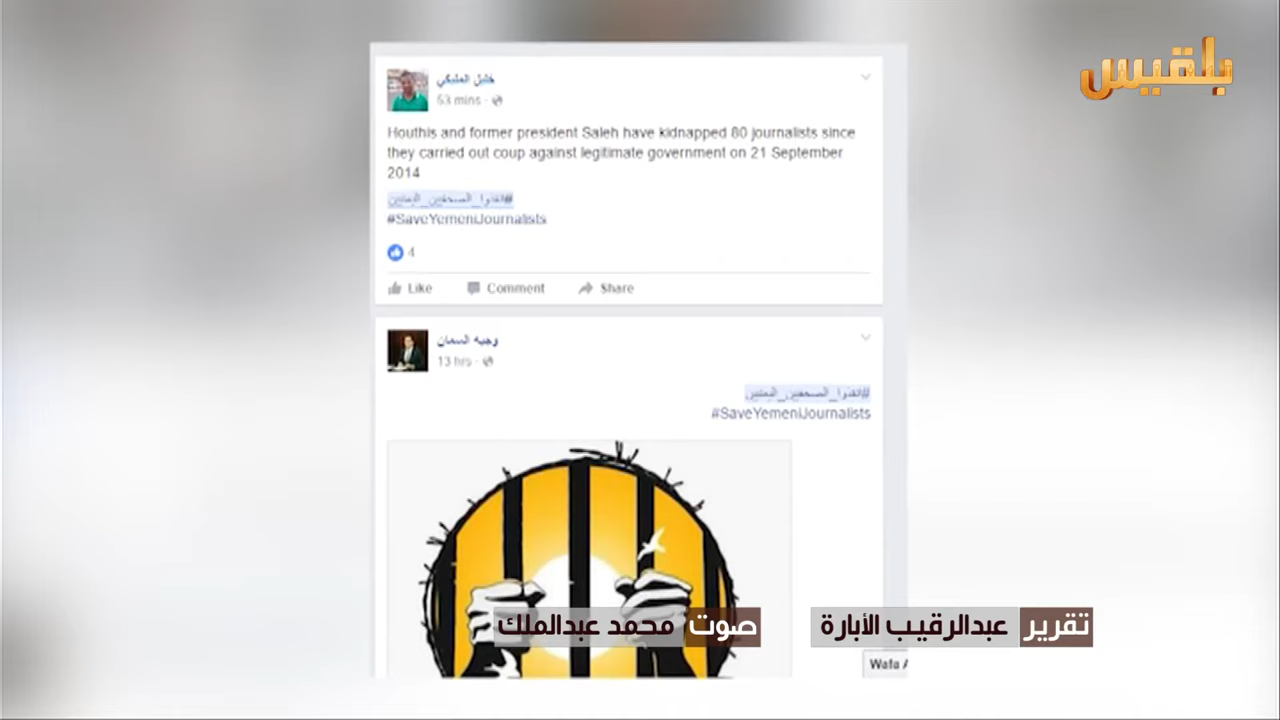 بلقيس
خليل المليكي
53 mins
Houthis and former president Saleh have kidnapped 80 journalists since
they carried out coup against legitimate government on 21 September
2014
#انقذوا_الصحفيين_اليمنيين
#SaveYemeniJournalists
4
Like Comment Share
وجيه السمان
13 hrs
#انقذوا_الصحفيين_اليمنيين
#SaveYemeniJournalists
تقرير عبدالرقيب الأبارة
صوت محمد عبدالملك
Wafa A